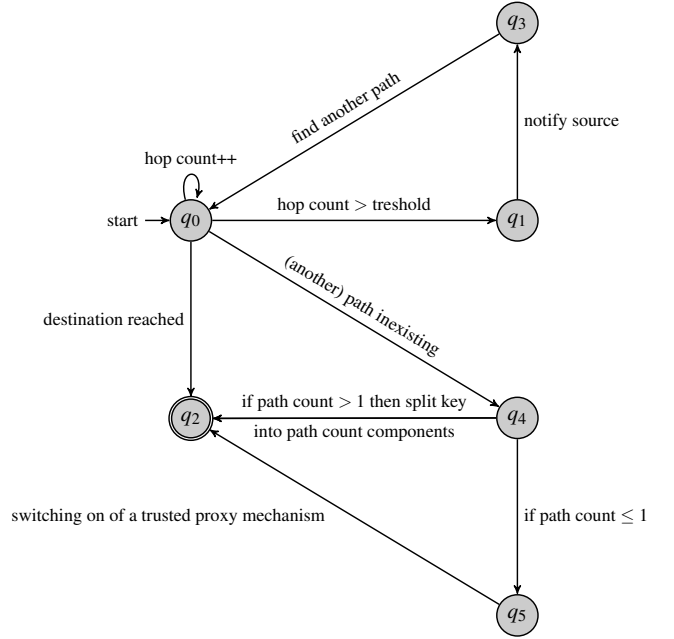 q3
find another path
notify source
hop count++
start
q0
hop count > treshold
q1
(another) path inexisting
destination reached
if path count > 1 then split key
q2
q4
into path count components
switching on of a trusted proxy mechanism
if path count ≤ 1
q5